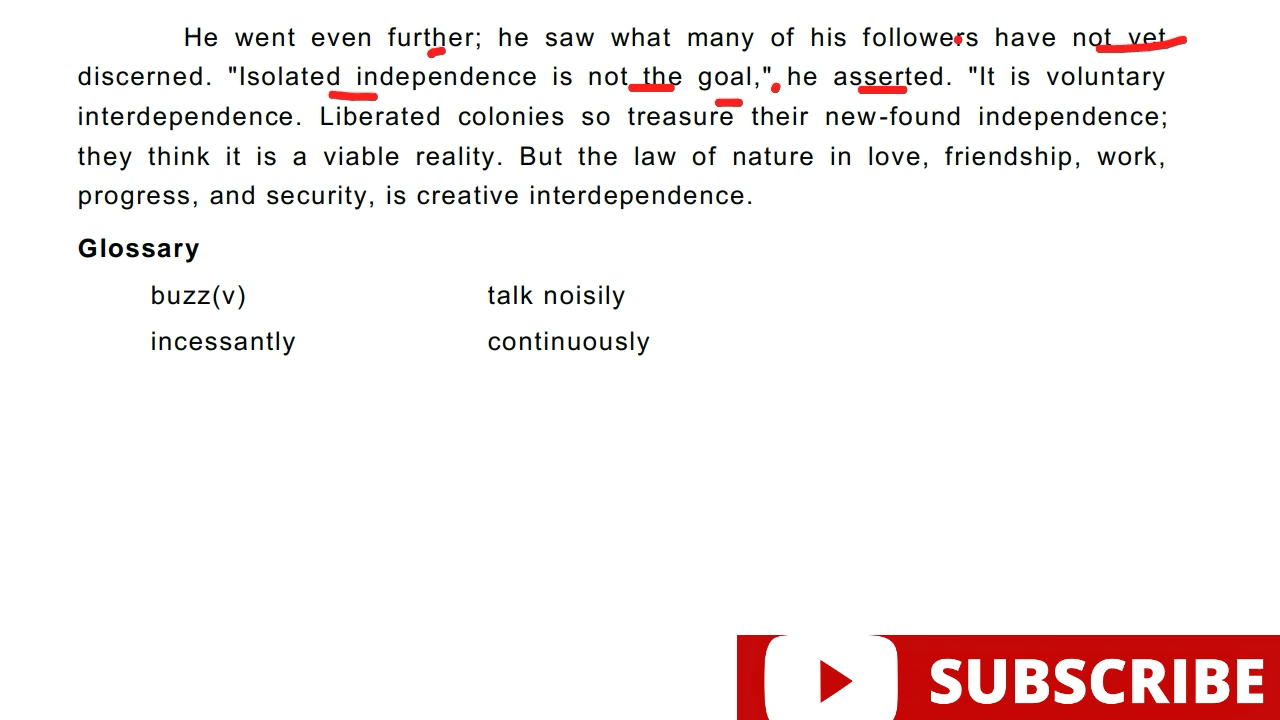 He went even further; he saw what many of his followers have not yet
discerned. "Isolated independence is not the goal," he asserted. "It is voluntary
interdependence. Liberated colonies so treasure their new-found independence;
they think it is a viable reality. But the law of nature in love, friendship, work,
progress, and security, is creative interdependence.
Glossary
buzz(v) talk noisily
incessantly continuously
SUBSCRIBE